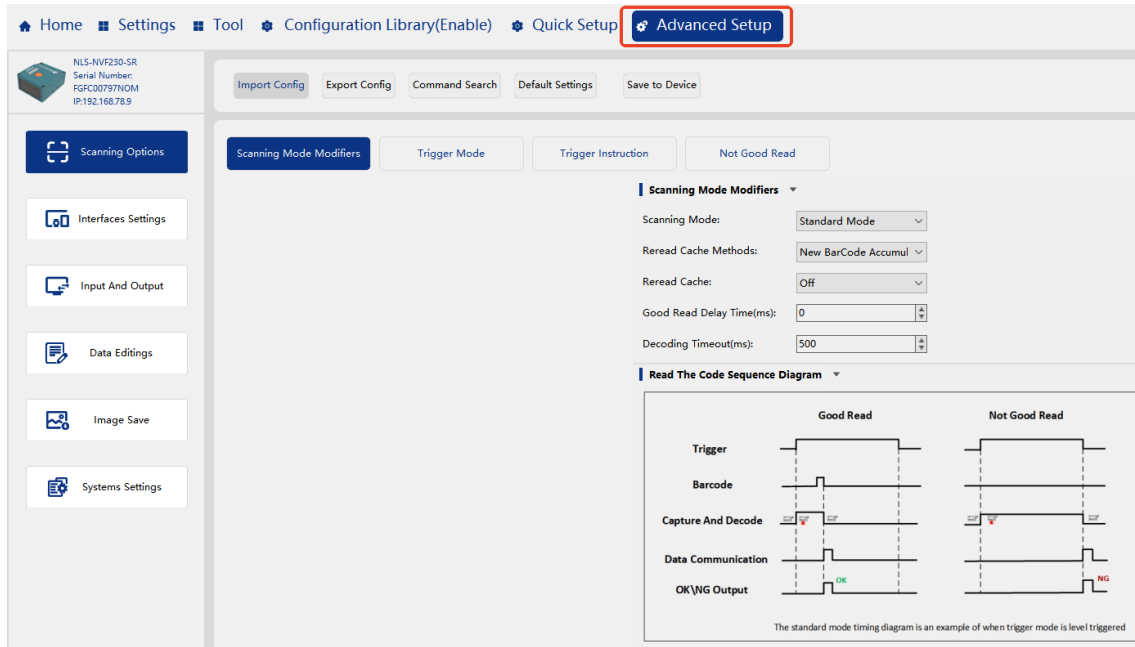 Home Settings Tool Configuration Library(Enable) Quick Setup Advanced Setup
NLS-NVF230-SR
Serial Number:
FGFC00797NOM
IP:192.168.78.9
Import Config Export Config Command Search Default Settings Save to Device
Scanning Options
Interfaces Settings
Input And Output
Data Editings
Image Save
Systems Settings
Scanning Mode Modifiers Trigger Mode Trigger Instruction Not Good Read
Scanning Mode Modifiers
Scanning Mode: Standard Mode
Reread Cache Methods: New BarCode Accumul
Reread Cache: Off
Good Read Delay Time(ms): 0
Decoding Timeout(ms): 500
Read The Code Sequence Diagram
Good Read Not Good Read
Trigger
Barcode
Capture And Decode
Data Communication
OK\NG Output OK NG
The standard mode timing diagram is an example of when trigger mode is level triggered